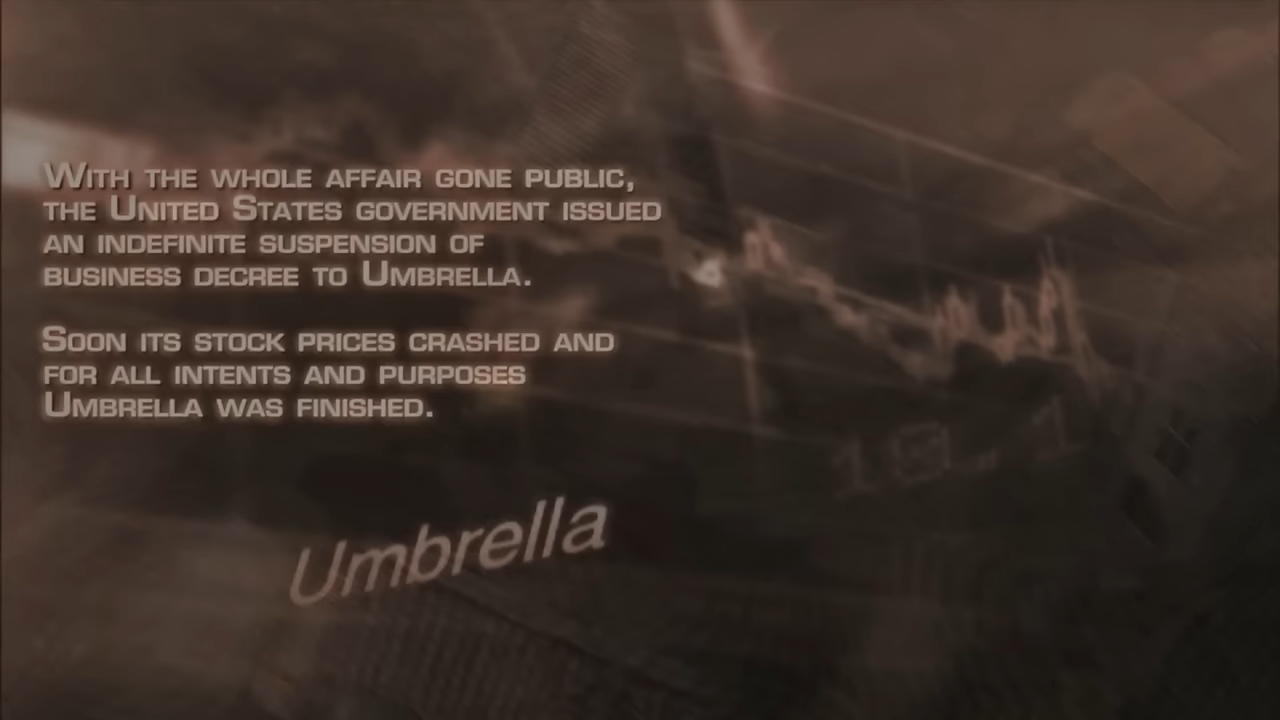 With the whole affair gone public,
the United States government issued
an indefinite suspension of
business decree to Umbrella.
Soon its stock prices crashed and
for all intents and purposes
Umbrella was finished.
Umbrella